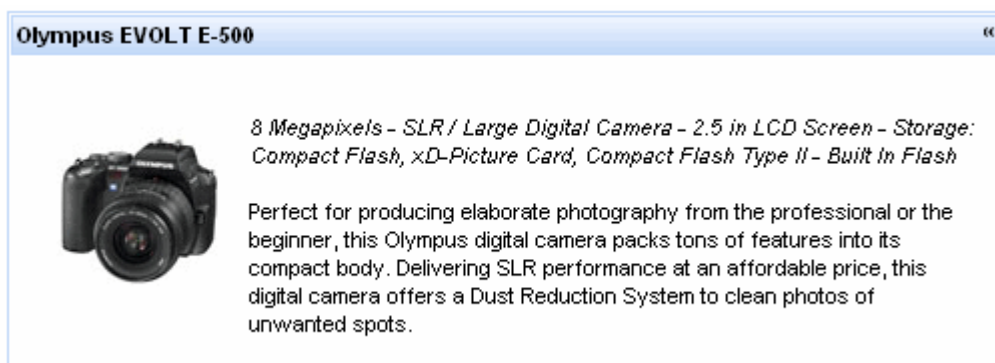 Olympus EVOLT E-500 «
8 Megapixels - SLR / Large Digital Camera - 2.5 in LCD Screen - Storage:
Compact Flash, xD-Picture Card, Compact Flash Type II - Built In Flash
OLYMPUS
Perfect for producing elaborate photography from the professional or the
beginner, this Olympus digital camera packs tons of features into its
compact body. Delivering SLR performance at an affordable price, this
digital camera offers a Dust Reduction System to clean photos of
unwanted spots.